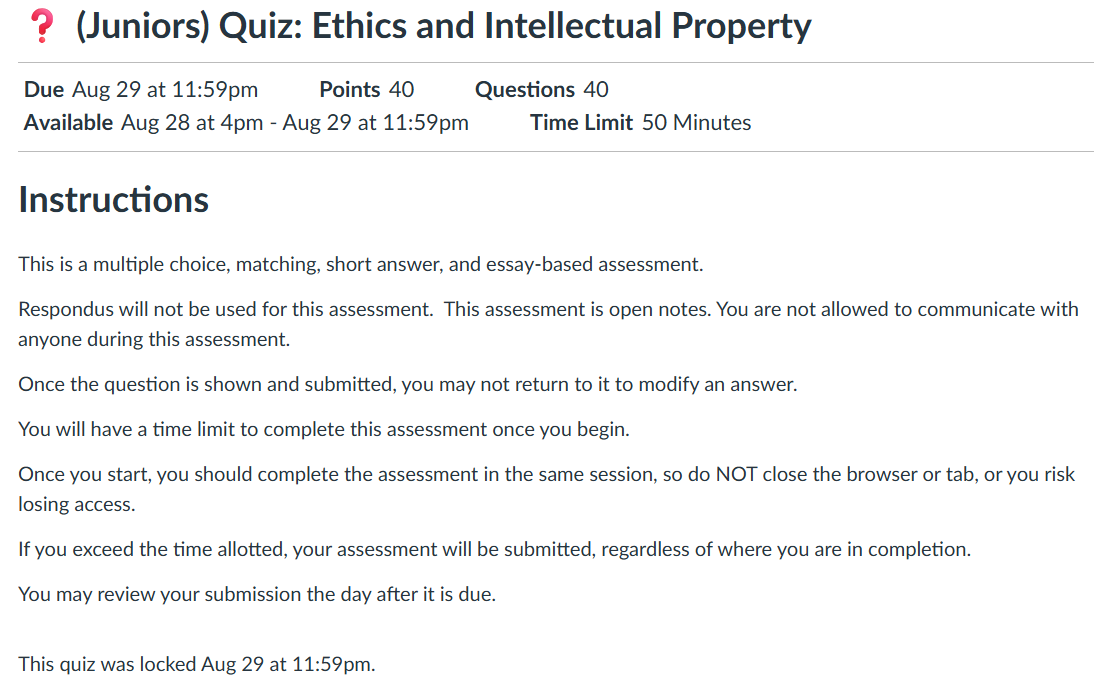 ❓ (Juniors) Quiz: Ethics and Intellectual Property
Due Aug 29 at 11:59pm Points 40 Questions 40
Available Aug 28 at 4pm - Aug 29 at 11:59pm Time Limit 50 Minutes
Instructions
This is a multiple choice, matching, short answer, and essay-based assessment.
Respondus will not be used for this assessment.  This assessment is open notes. You are not allowed to communicate with
anyone during this assessment.
Once the question is shown and submitted, you may not return to it to modify an answer.
You will have a time limit to complete this assessment once you begin.
Once you start, you should complete the assessment in the same session, so do NOT close the browser or tab, or you risk
losing access.
If you exceed the time allotted, your assessment will be submitted, regardless of where you are in completion.
You may review your submission the day after it is due.
This quiz was locked Aug 29 at 11:59pm.